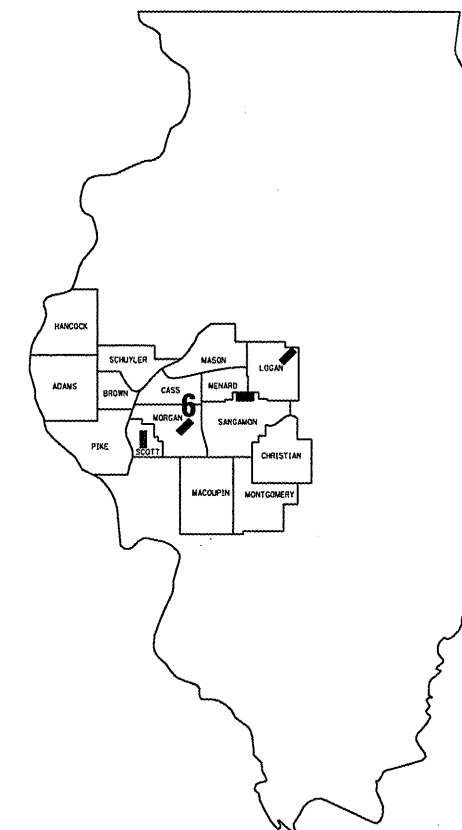 HANCOCK
SCHUYLER
MASON
LOGAN
ADAMS
BROWN
CASS
MENARD
6
MORGAN
SANGAMON
PIKE
SCOTT
CHRISTIAN
MACOUPIN
MONTGOMERY